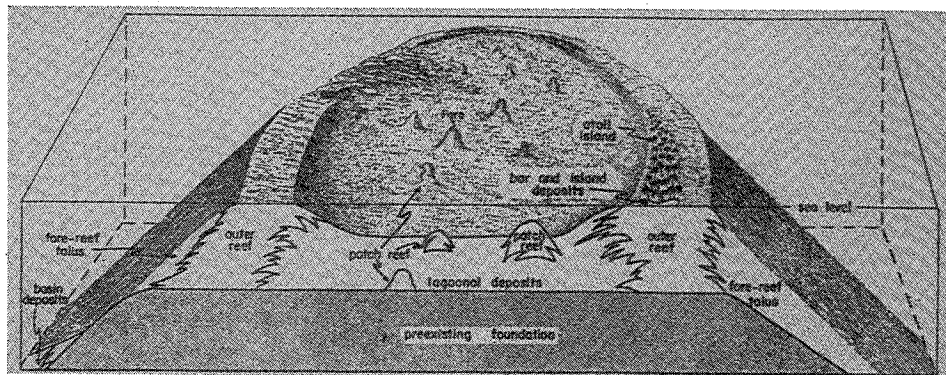 Faro
atoll
island
bar and island
deposits
sea level
fore-reef
talus
outer
reef
patch
reef
outer
reef
patch reef
basin
deposits
lagoonal deposits
fore-reef
talus
preexisting foundation